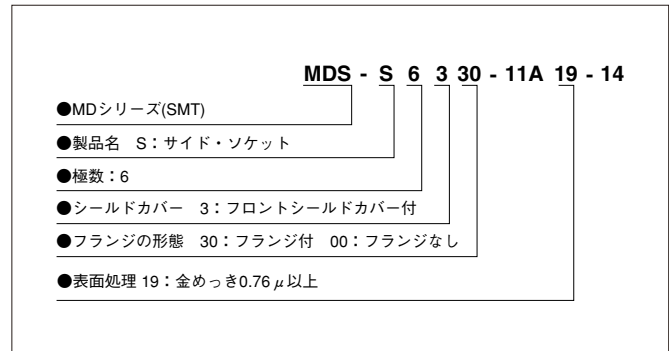 MDS - S 6 3 30 - 11A 19 - 14
●MDシリーズ(SMT)
●製品名　S：サイド・ソケット
●極数：6
●シールドカバー　3：フロントシールドカバー付
●フランジの形態　30：フランジ付　00：フランジなし
●表面処理 19：金めっき0.76μ以上